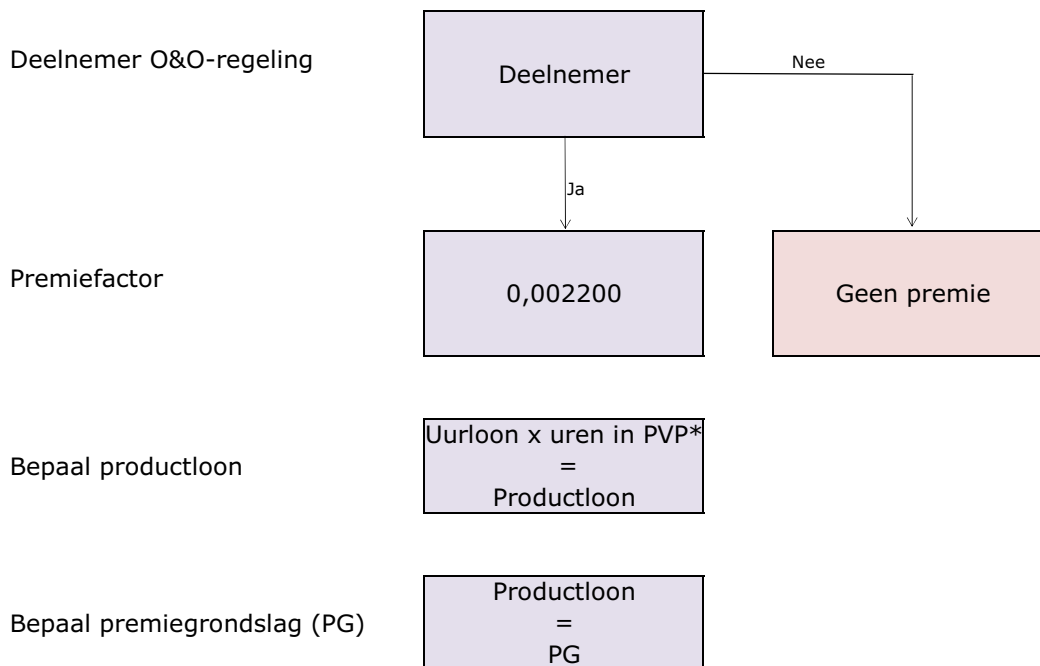 Deelnemer O&O-regeling
Deelnemer
Nee
Ja
Premiefactor
0,002200
Geen premie
Bepaal productloon
Uurloon x uren in PVP*
=
Productloon
Bepaal premiegrondslag (PG)
Productloon
=
PG